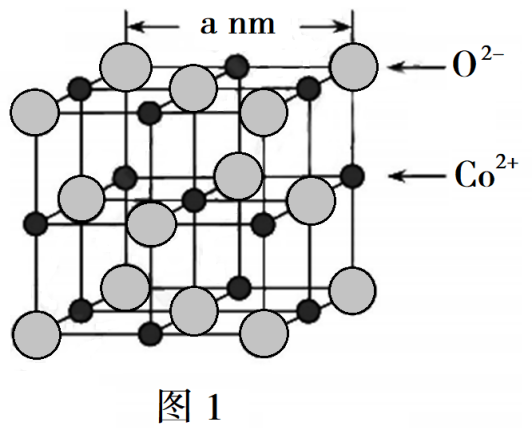 a nm
O²⁻
Co²⁺
图 1